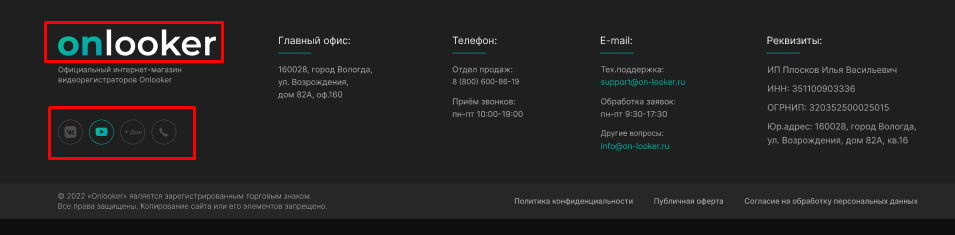 onlooker
Официальный интернет-магазин
видеорегистраторов Onlooker
+ Дзен
Главный офис:
160028, город Вологда,
ул. Возрождения,
дом 82А, оф.160
Телефон:
Отдел продаж:
8 (800) 600-86-19
Приём звонков:
пн-пт 10:00-19:00
E-mail:
Тех.поддержка:
support@on-looker.ru
Обработка заявок:
пн-пт 9:30-17:30
Другие вопросы:
info@on-looker.ru
Реквизиты:
ИП Плосков Илья Васильевич
ИНН: 351100903336
ОГРНИП: 320352500025015
Юр.адрес: 160028, город Вологда,
ул. Возрождения, дом 82А, кв.16
© 2022 «Onlooker» является зарегистрированным торговым знаком.
Все права защищены. Копирование сайта или его элементов запрещено.
Политика конфиденциальности
Публичная оферта
Согласие на обработку персональных данных